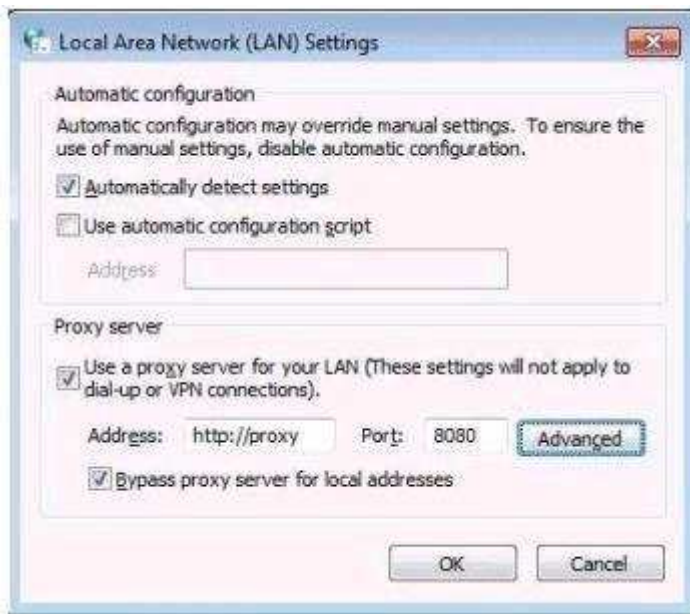 Local Area Network (LAN) Settings
Automatic configuration
Automatic configuration may override manual settings. To ensure the
use of manual settings, disable automatic configuration.
Automatically detect settings
Use automatic configuration script
Address
Proxy server
Use a proxy server for your LAN (These settings will not apply to
dial-up or VPN connections).
Address: http://proxy Port: 8080 Advanced
Bypass proxy server for local addresses
OK Cancel